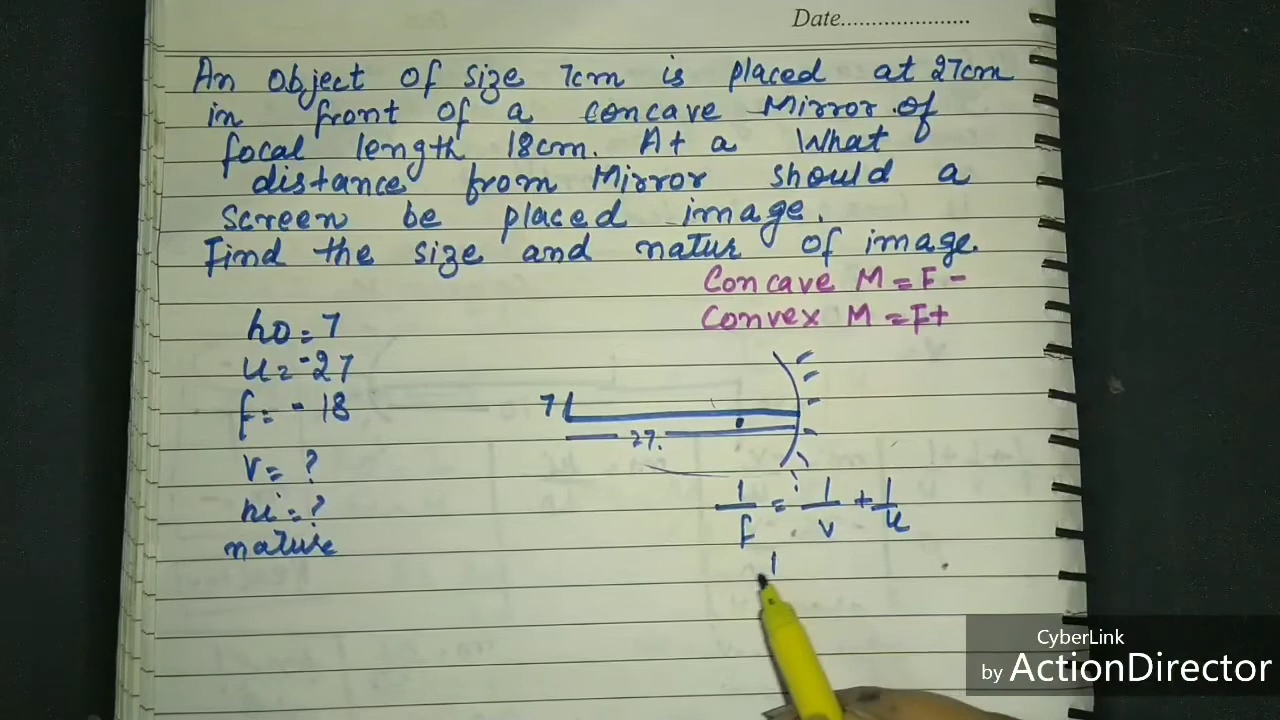 Date.....................
An object of size 7cm is placed at 27cm
in front of a concave Mirror of
focal length 18cm. At a What
distance from Mirror should a
screen be placed image.
Find the size and natur of image.
Concave M = F -
Convex M = F+
ho = 7
u = -27
f = - 18
v = ?
hi = ?
nature
7
27.
1/f = 1/v + 1/u
1
CyberLink
by ActionDirector